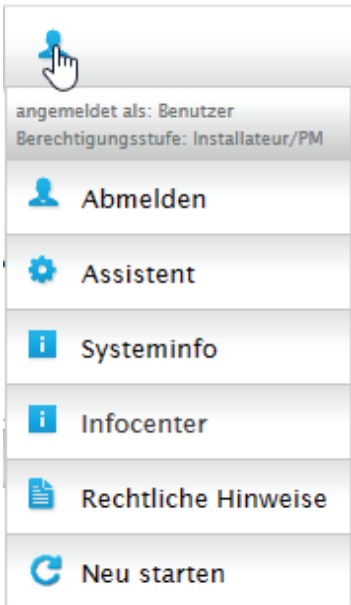 angemeldet als: Benutzer
Berechtigungsstufe: Installateur/PM
Abmelden
Assistent
Systeminfo
Infocenter
Rechtliche Hinweise
Neu starten